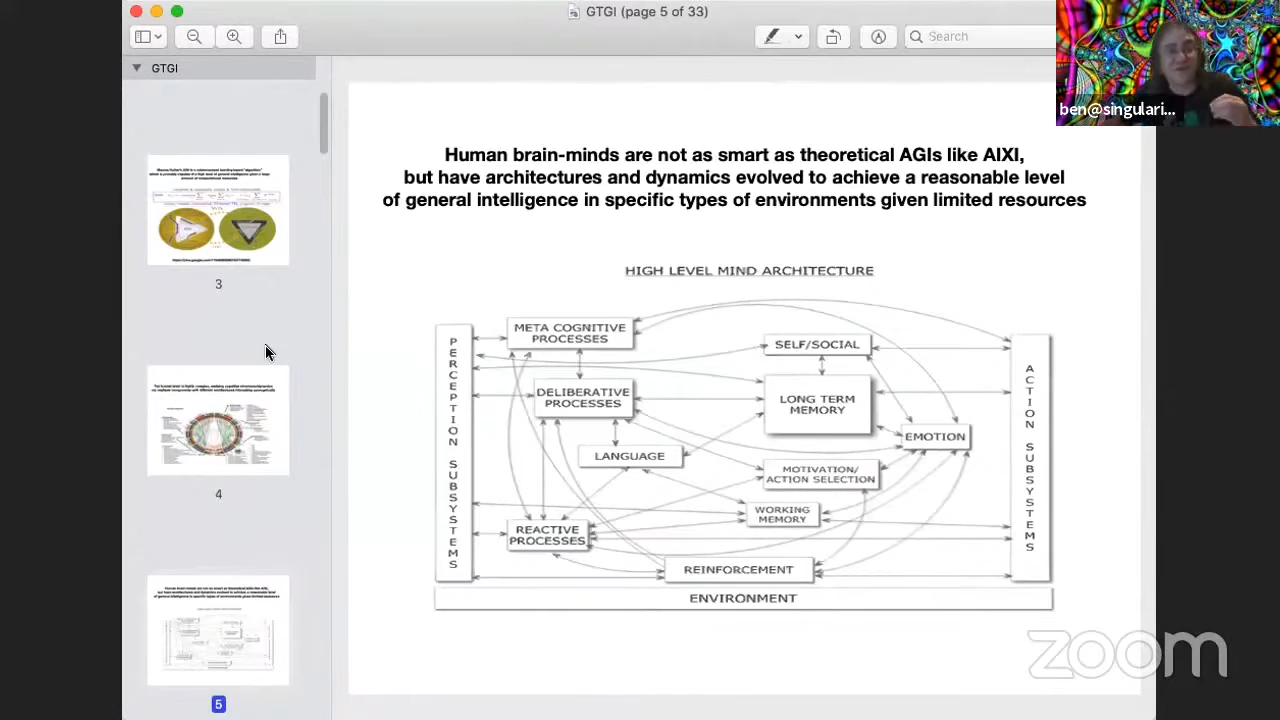 GTGI (page 5 of 33)
Search
GTGI
ben@singulari...
3
4
5
Human brain-minds are not as smart as theoretical AGIs like AIXI,
of general intelligence in specific types of environments given limited resources
but have architectures and dynamics evolved to achieve a reasonable level
HIGH LEVEL MIND ARCHITECTURE
META COGNITIVE
PROCESSES
SELF/SOCIAL
PERCEPTION SUBSYSTEMS
DELIBERATIVE
PROCESSES
LONG TERM
MEMORY
ACTION SUBSYSTEMS
EMOTION
LANGUAGE
MOTIVATION/
ACTION SELECTION
WORKING
MEMORY
REACTIVE
PROCESSES
REINFORCEMENT
ENVIRONMENT
zoom